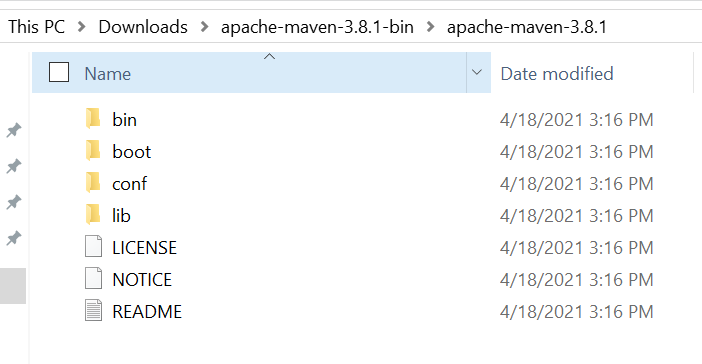 This PC > Downloads > apache-maven-3.8.1-bin > apache-maven-3.8.1
Name Date modified
bin 4/18/2021 3:16 PM
boot 4/18/2021 3:16 PM
conf 4/18/2021 3:16 PM
lib 4/18/2021 3:16 PM
LICENSE 4/18/2021 3:16 PM
NOTICE 4/18/2021 3:16 PM
README 4/18/2021 3:16 PM